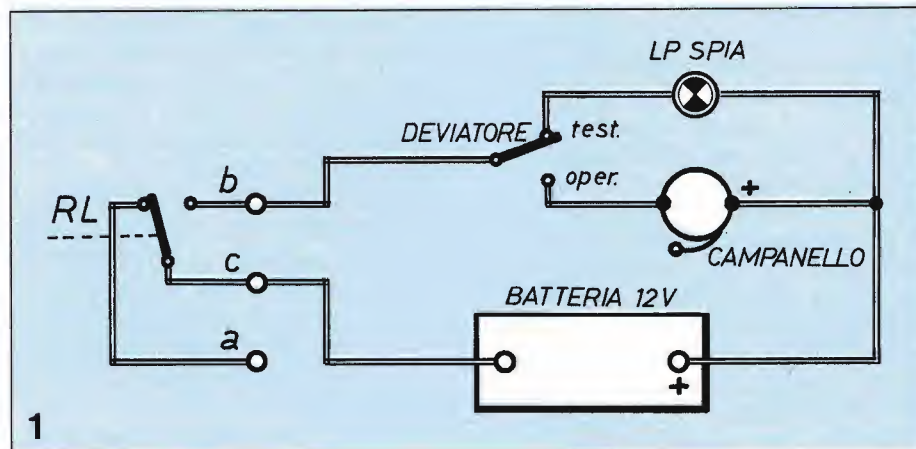 LP SPIA
DEVIATORE
test.
oper.
b
RL
+
c
CAMPANELLO
BATTERIA 12V
a
+
1